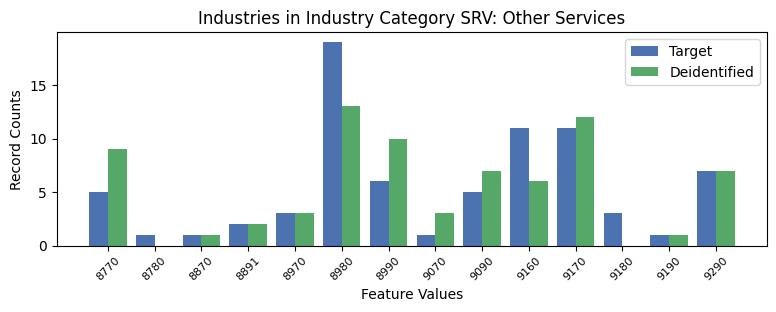 Industries in Industry Category SRV: Other Services
Target
Deidentified
Record Counts
15
10
5
0
8770 8780 8870 8891 8970 8980 8990 9070 9090 9160 9170 9180 9190 9290
Feature Values